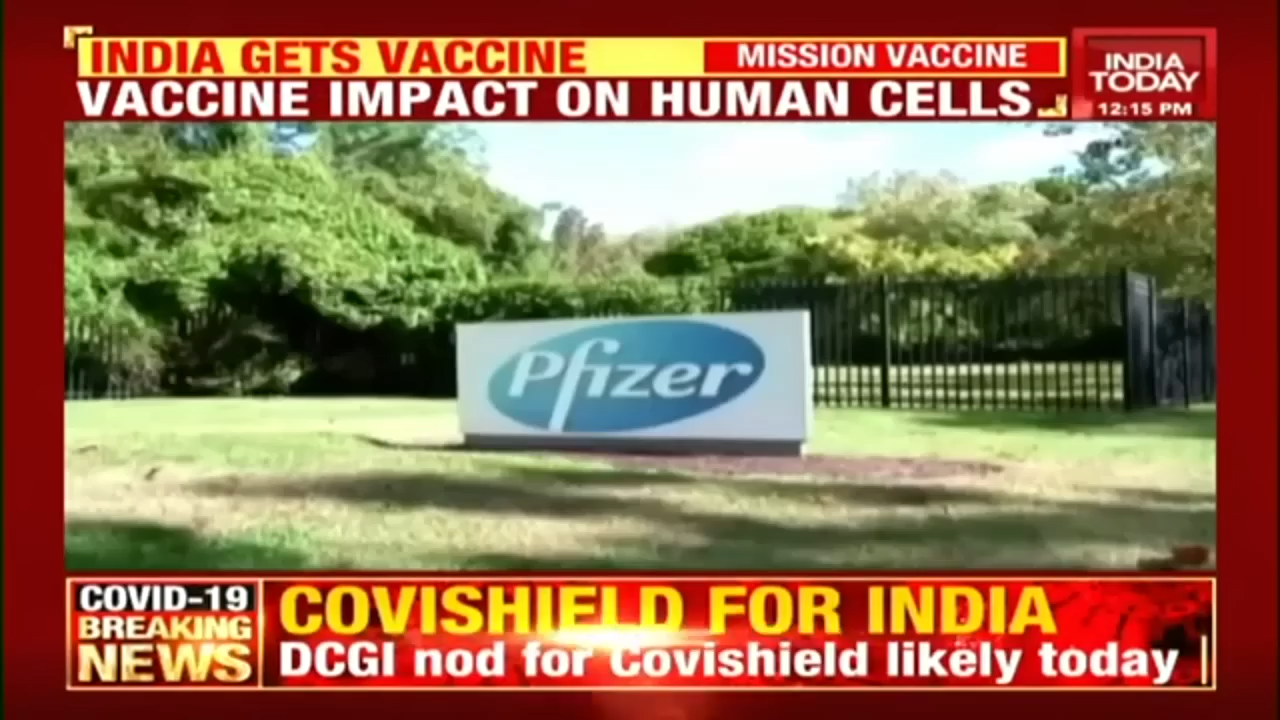 INDIA GETS VACCINE
MISSION VACCINE
VACCINE IMPACT ON HUMAN CELLS
INDIA
TODAY
12:15 PM
Pfizer
COVID-19
BREAKING
NEWS
COVISHIELD FOR INDIA
DCGI nod for Covishield likely today